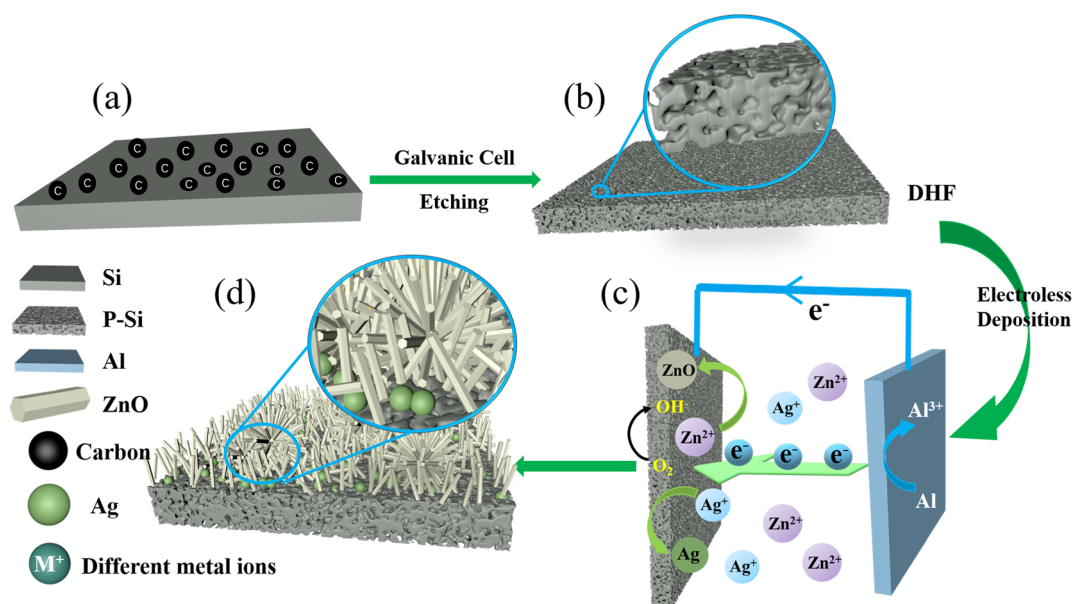 (a)
C C C C C C C C C C C C C C C C C
Galvanic Cell
Etching
(b)
DHF
Si
P-Si
Al
ZnO
Carbon
Ag
M⁺ Different metal ions
(d)
(c)
Electroless
Deposition
e⁻
ZnO
Zn²⁺
Ag⁺
OH⁻
Zn²⁺
Al³⁺
e⁻ e⁻ e⁻
O₂
Ag⁺
Al
Zn²⁺
Ag
Ag⁺
Zn²⁺